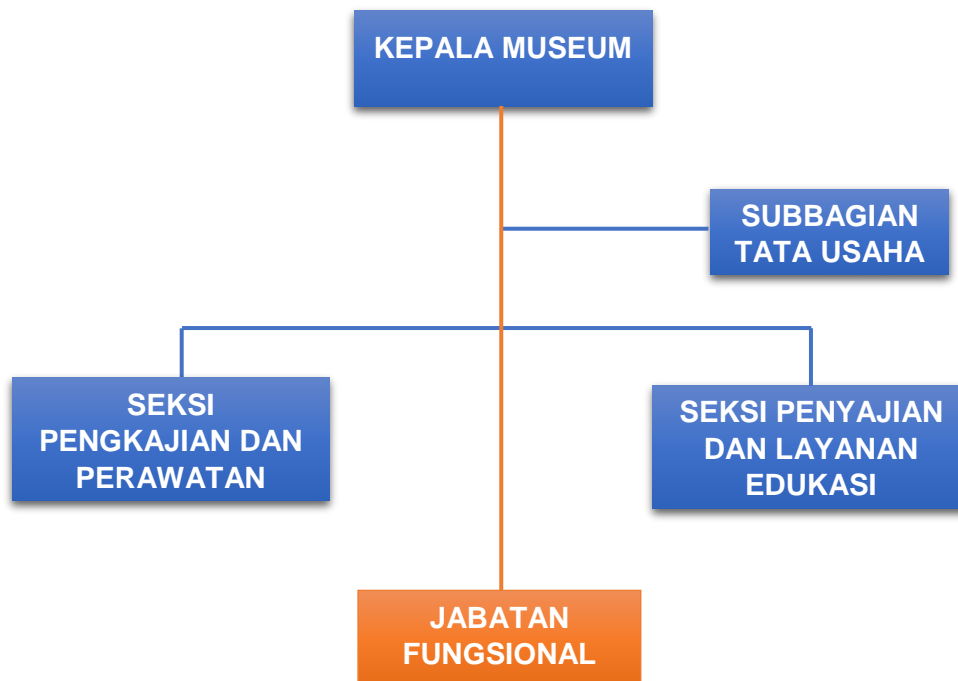 KEPALA MUSEUM
SUBBAGIAN
TATA USAHA
SEKSI
PENGKAJIAN DAN
PERAWATAN
SEKSI PENYAJIAN
DAN LAYANAN
EDUKASI
JABATAN
FUNGSIONAL